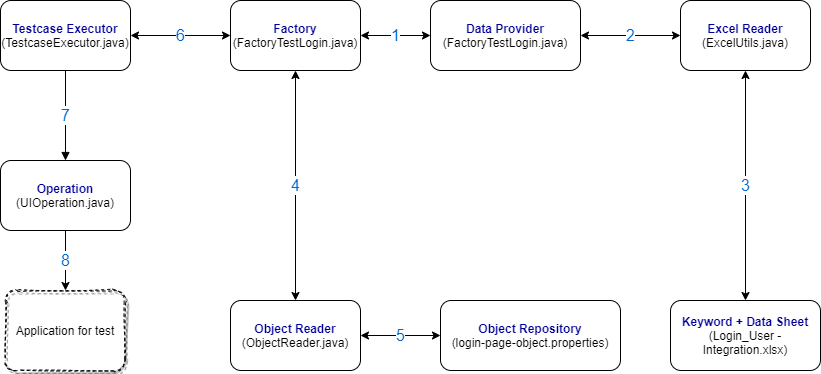 Testcase Executor
(TestcaseExecutor.java)
6
Factory
(FactoryTestLogin.java)
1
Data Provider
(FactoryTestLogin.java)
2
Excel Reader
(ExcelUtils.java)
7
4
3
Operation
(UIOperation.java)
8
Application for test
Object Reader
(ObjectReader.java)
5
Object Repository
(login-page-object.properties)
Keyword + Data Sheet
(Login_User -
Integration.xlsx)